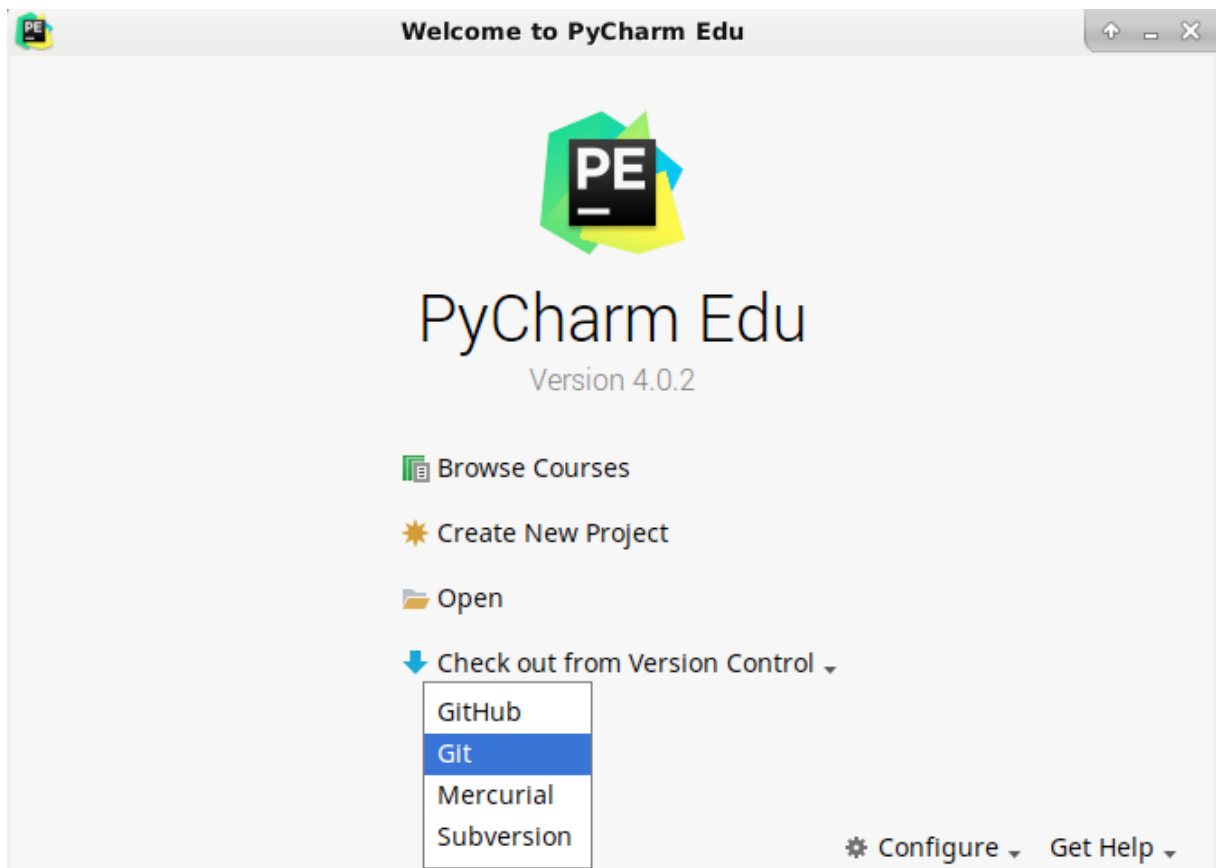 PE
Welcome to PyCharm Edu
PE
PyCharm Edu
Version 4.0.2
Browse Courses
Create New Project
Open
Check out from Version Control
GitHub
Git
Mercurial
Subversion
Configure Get Help